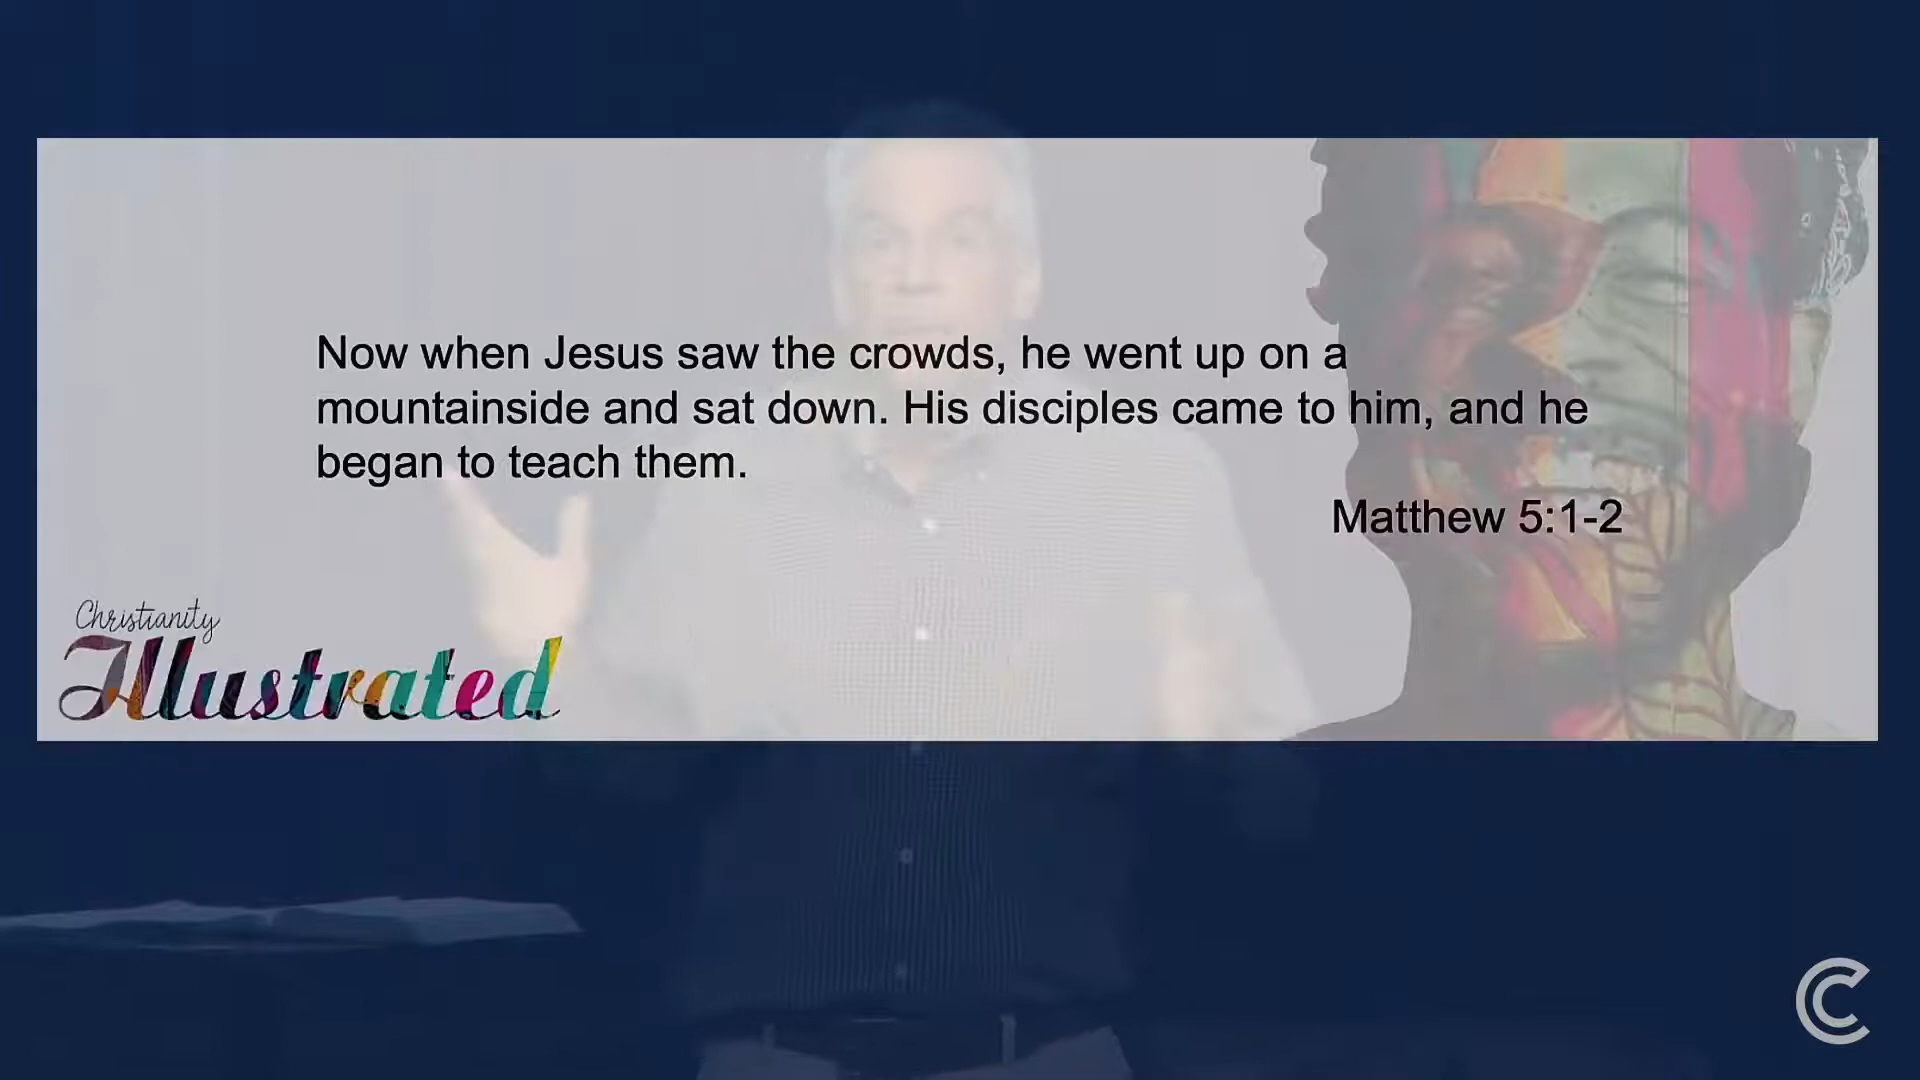 Now when Jesus saw the crowds, he went up on a
mountainside and sat down. His disciples came to him, and he
began to teach them.
Matthew 5:1-2
Christianity
Illustrated